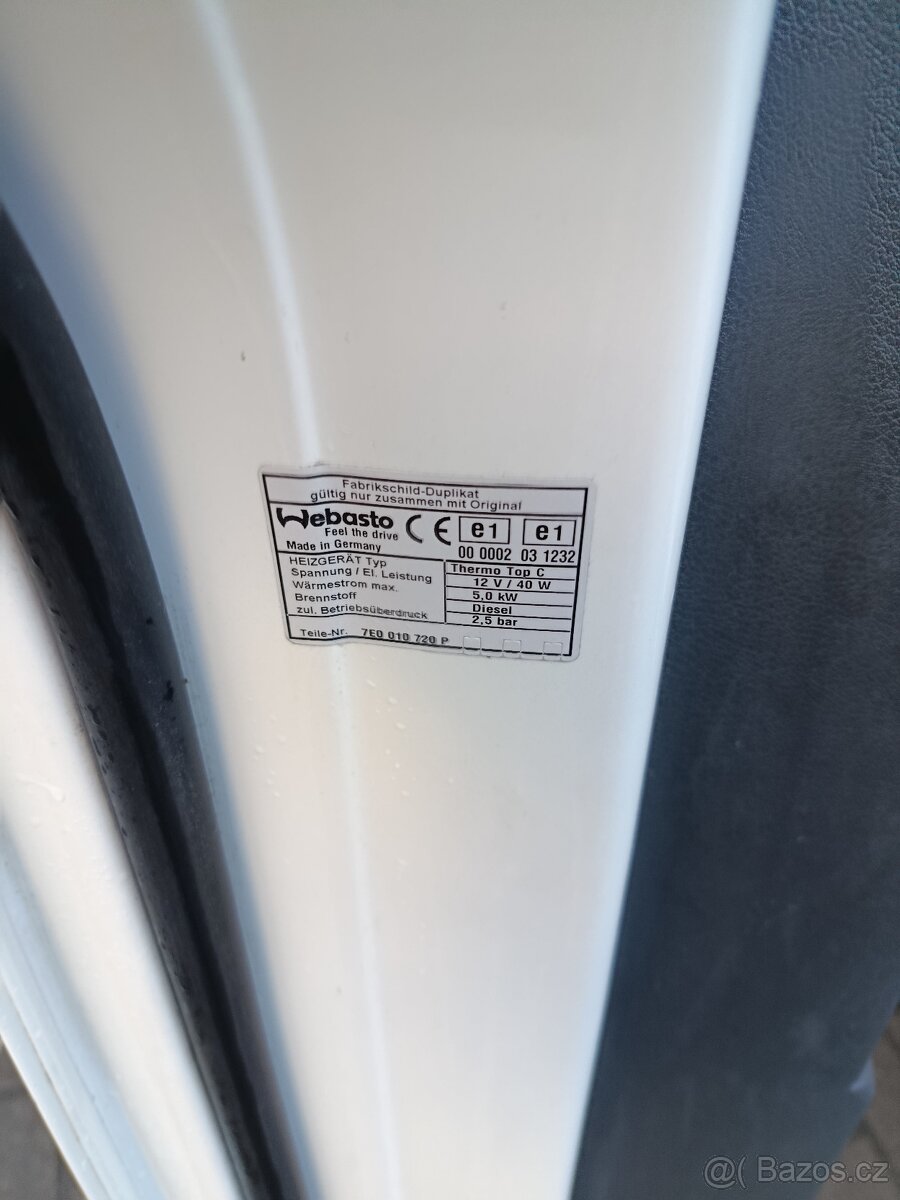 Fabrikschild-Duplikat
gültig nur zusammen mit Original
Webasto CE e1 e1
Feel the drive
Made in Germany 00 0002 03 1232
HEIZGERÄT Typ Thermo Top C
Spannung / El. Leistung 12 V / 40 W
Wärmestrom max. 5,0 kW
Brennstoff Diesel
zul. Betriebsüberdruck 2,5 bar
Teile-Nr. 7E0 010 720 P
@( Bazos.cz